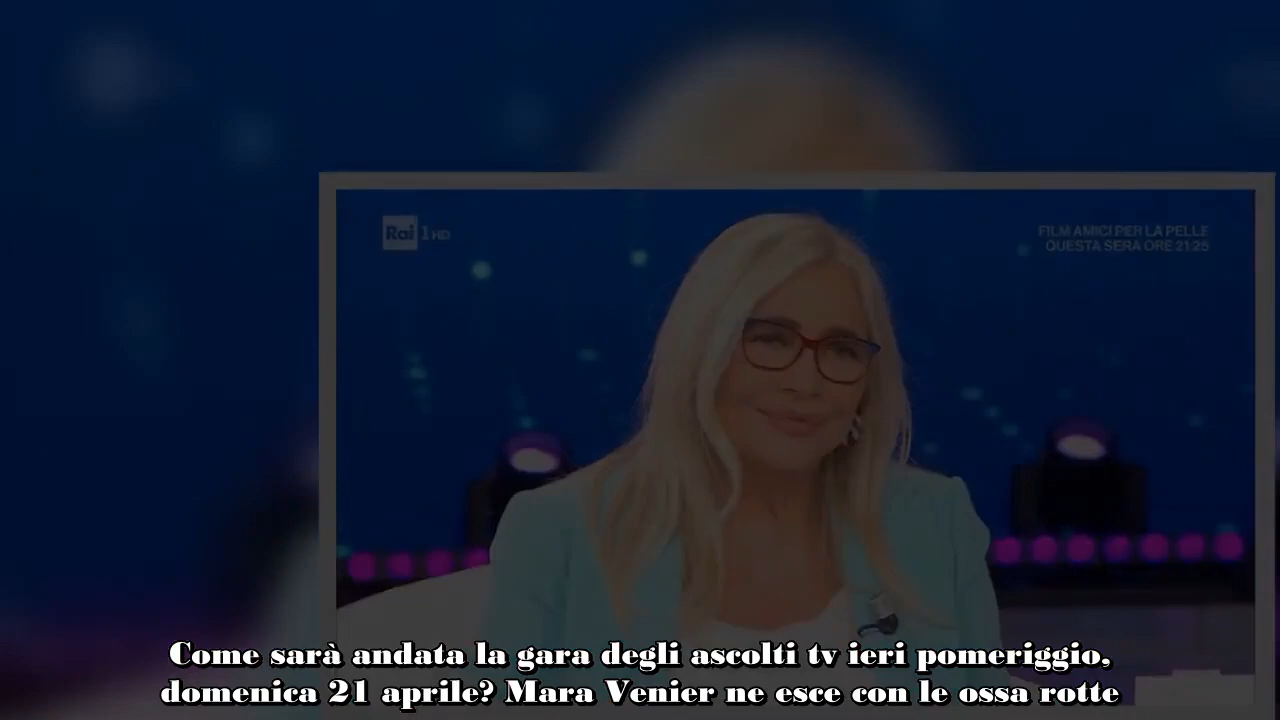 Rai 1 HD
FILM AMICI PER LA PELLE
QUESTA SERA ORE 21:25
Come sarà andata la gara degli ascolti tv ieri pomeriggio,
domenica 21 aprile? Mara Venier ne esce con le ossa rotte